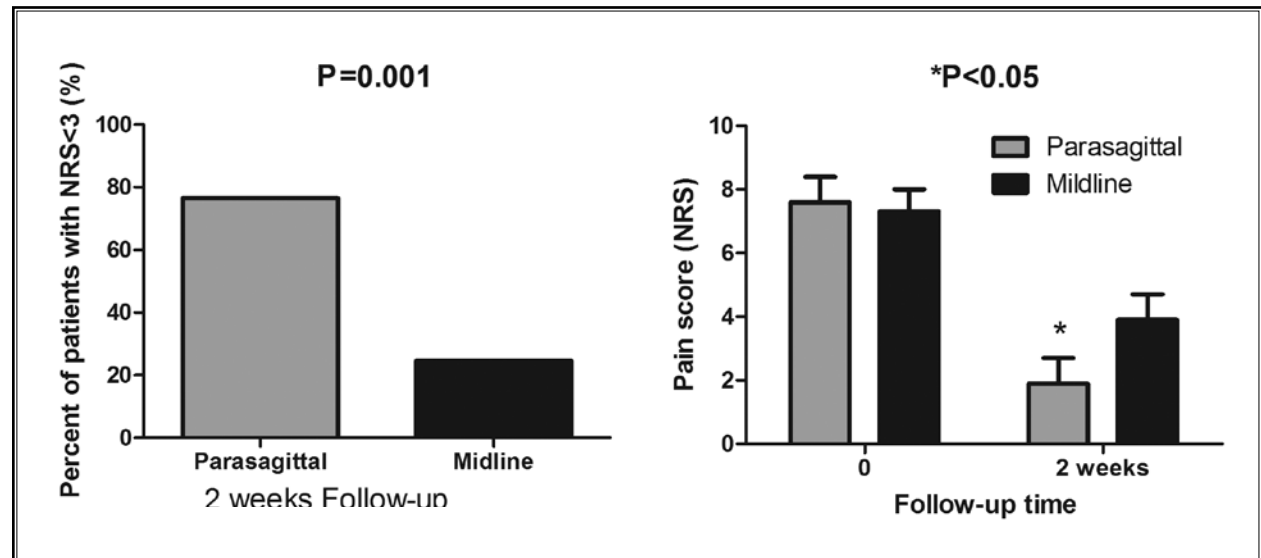 P=0.001
Percent of patients with NRS<3 (%)
100
80
60
40
20
0
Parasagittal
Midline
2 weeks Follow-up
*P<0.05
Pain score (NRS)
10
8
6
4
2
0
Parasagittal
Mildline
*
0
2 weeks
Follow-up time